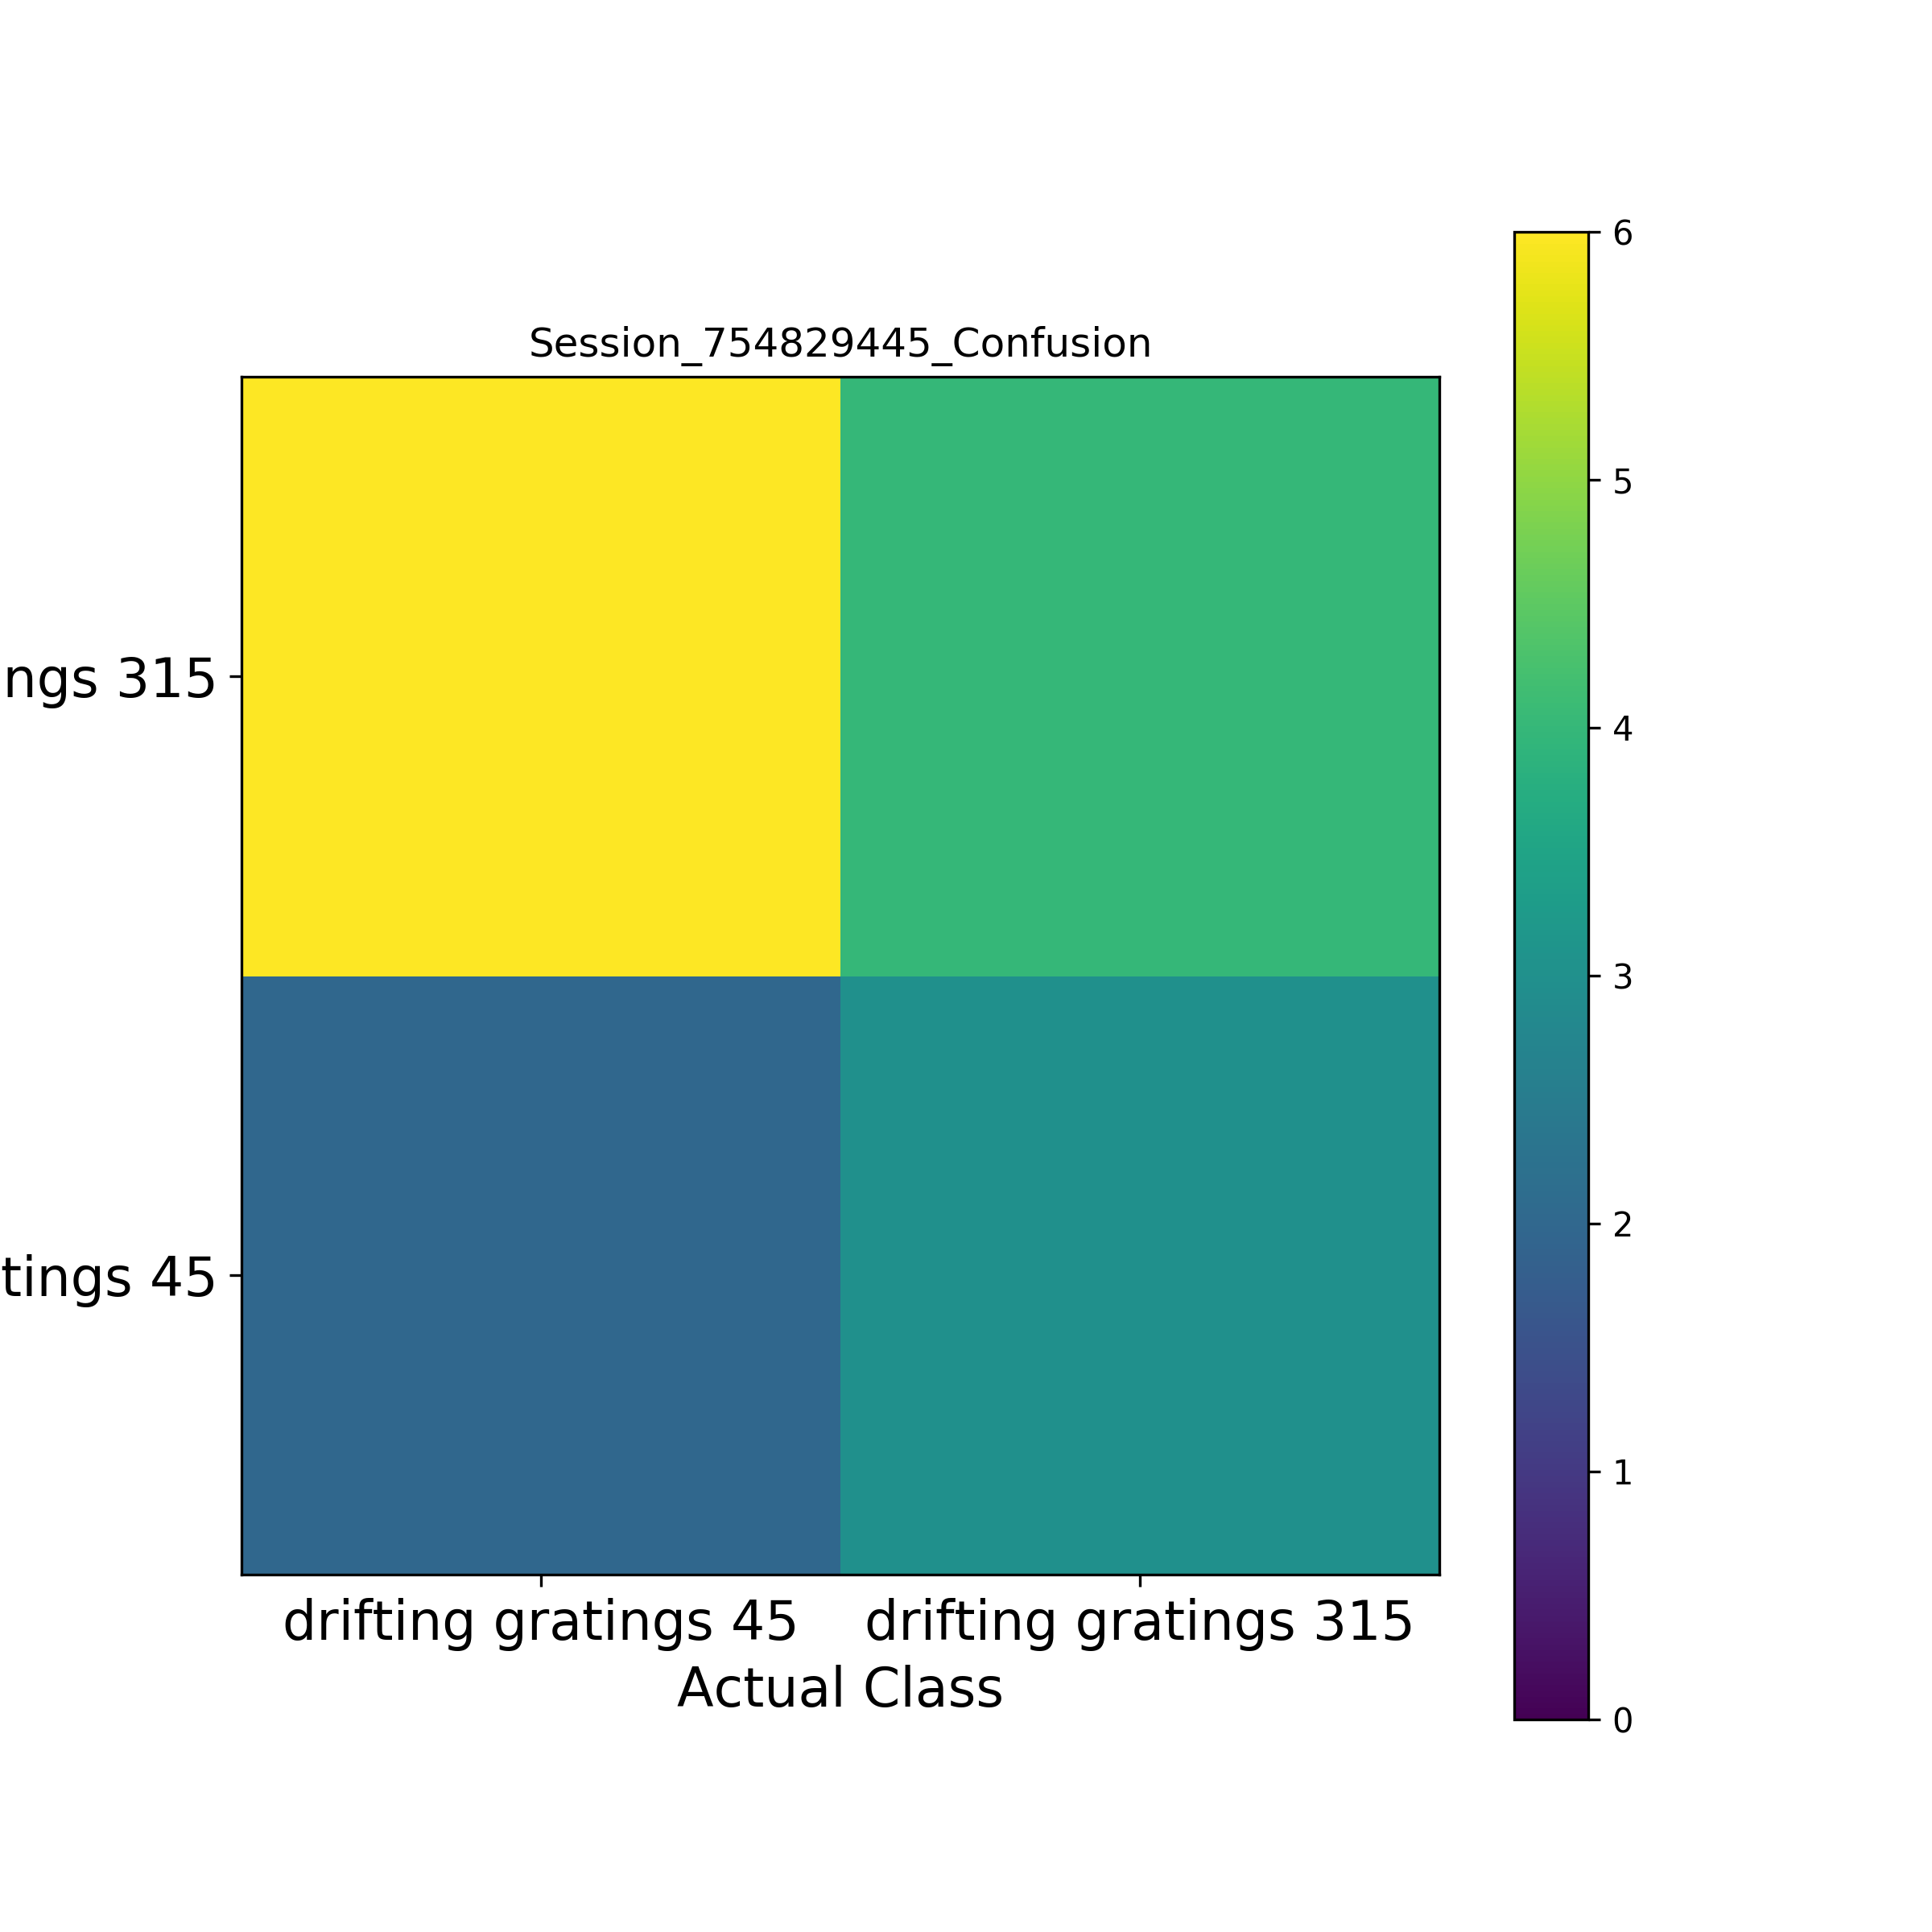 Session_754829445_Confusion
ngs 315
tings 45
drifting gratings 45
drifting gratings 315
Actual Class
6
5
4
3
2
1
0